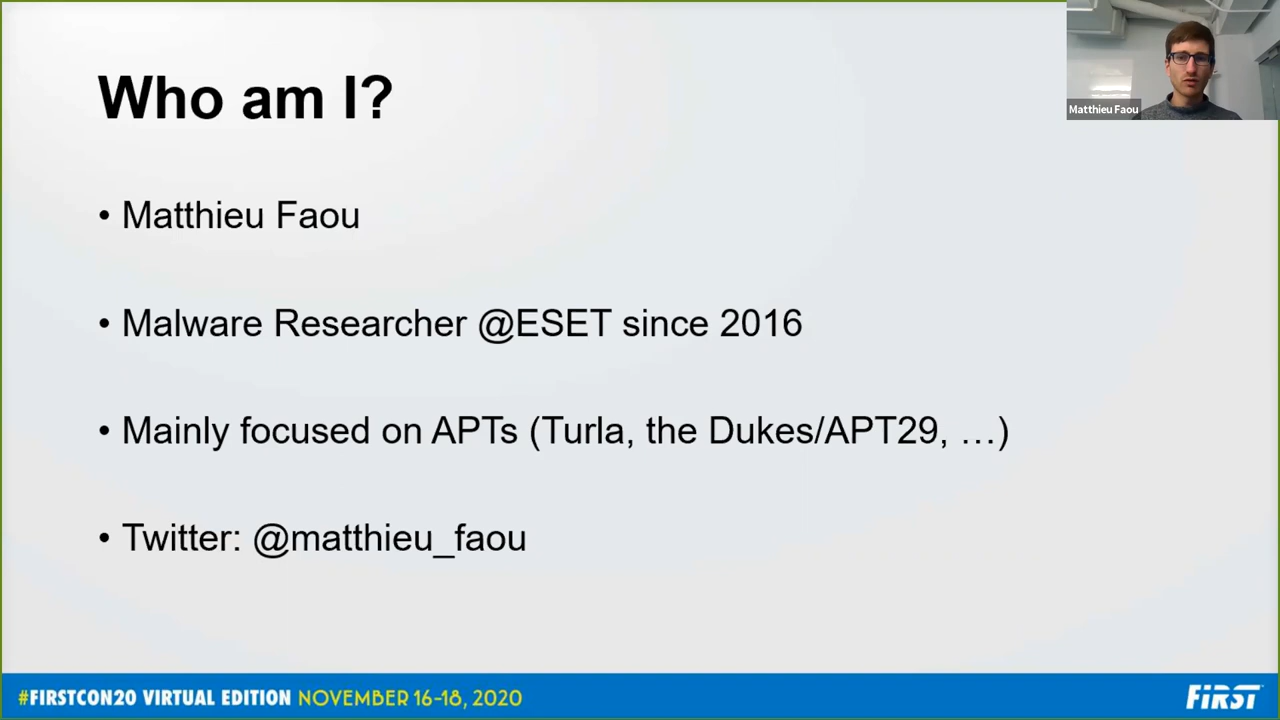 Who am I?
Matthieu Faou
• Matthieu Faou
• Malware Researcher @ESET since 2016
• Mainly focused on APTs (Turla, the Dukes/APT29, …)
• Twitter: @matthieu_faou
#FIRSTCON20 VIRTUAL EDITION NOVEMBER 16-18, 2020
FiRST